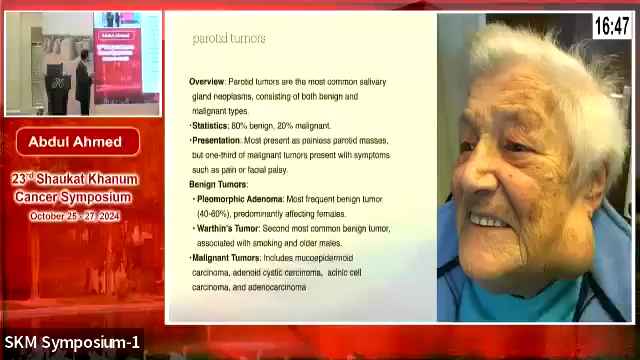 16:47
parotid tumors
Overview: Parotid tumors are the most common salivary
gland neoplasms, consisting of both benign and
malignant types.
•Statistics: 80% benign, 20% malignant.
•Presentation: Most present as painless parotid masses,
but one-third of malignant tumors present with symptoms
such as pain or facial palsy.
Benign Tumors:
• Pleomorphic Adenoma: Most frequent benign tumor
(40-60%), predominantly affecting females.
• Warthin's Tumor: Second most common benign tumor,
associated with smoking and older males.
•Malignant Tumors: Includes mucoepidermoid
carcinoma, adenoid cystic carcinoma, acinic cell
carcinoma, and adenocarcinoma
Abdul Ahmed
23rd Shaukat Khanum
Cancer Symposium
October 25 - 27, 2024
SKM Symposium-1